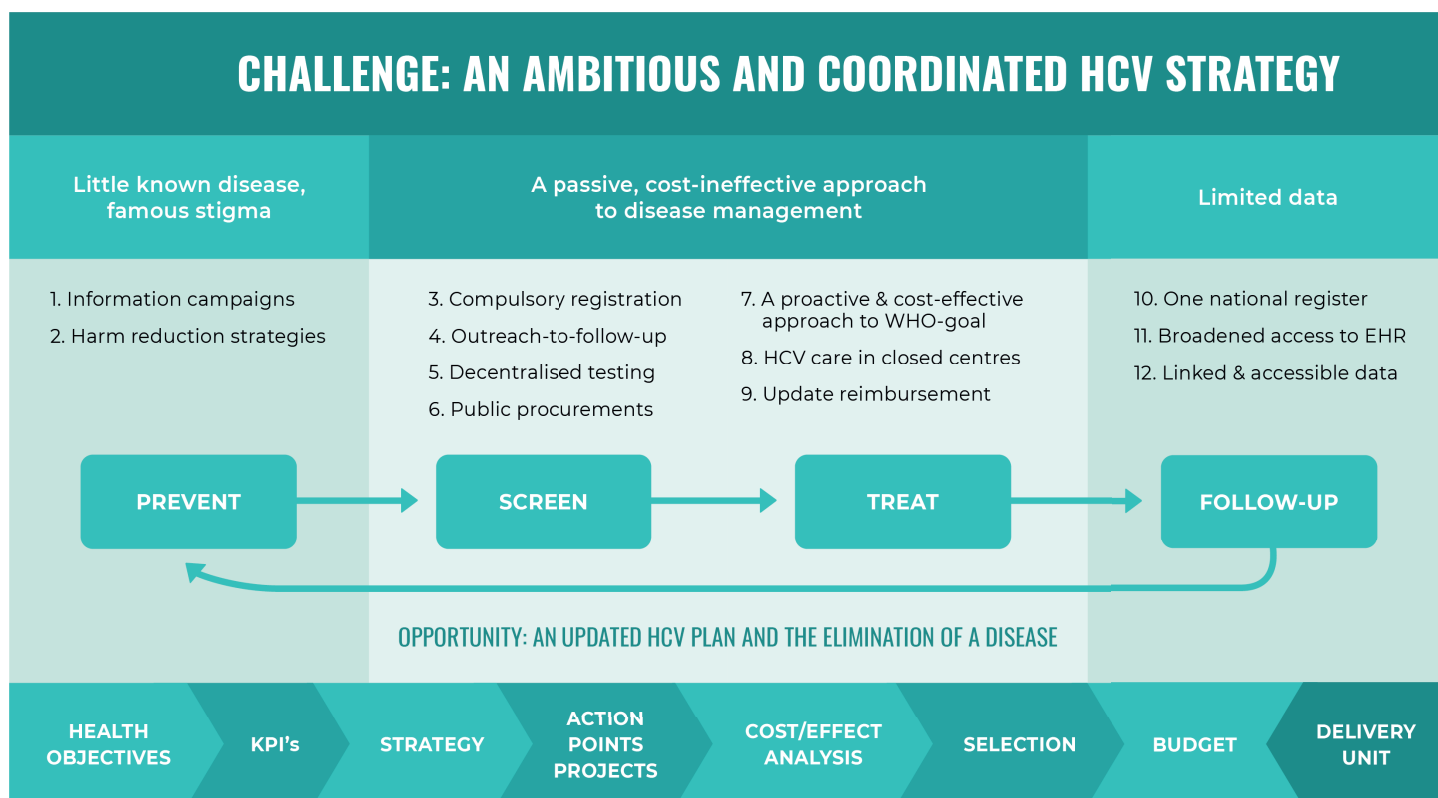 CHALLENGE: AN AMBITIOUS AND COORDINATED HCV STRATEGY
Little known disease,
famous stigma
A passive, cost-ineffective approach
to disease management
Limited data
1. Information campaigns
2. Harm reduction strategies
3. Compulsory registration
4. Outreach-to-follow-up
5. Decentralised testing
6. Public procurements
7. A proactive & cost-effective
approach to WHO-goal
8. HCV care in closed centres
9. Update reimbursement
10. One national register
11. Broadened access to EHR
12. Linked & accessible data
PREVENT
SCREEN
TREAT
FOLLOW-UP
OPPORTUNITY: AN UPDATED HCV PLAN AND THE ELIMINATION OF A DISEASE
HEALTH
OBJECTIVES
KPI’s
STRATEGY
ACTION
POINTS
PROJECTS
COST/EFFECT
ANALYSIS
SELECTION
BUDGET
DELIVERY
UNIT